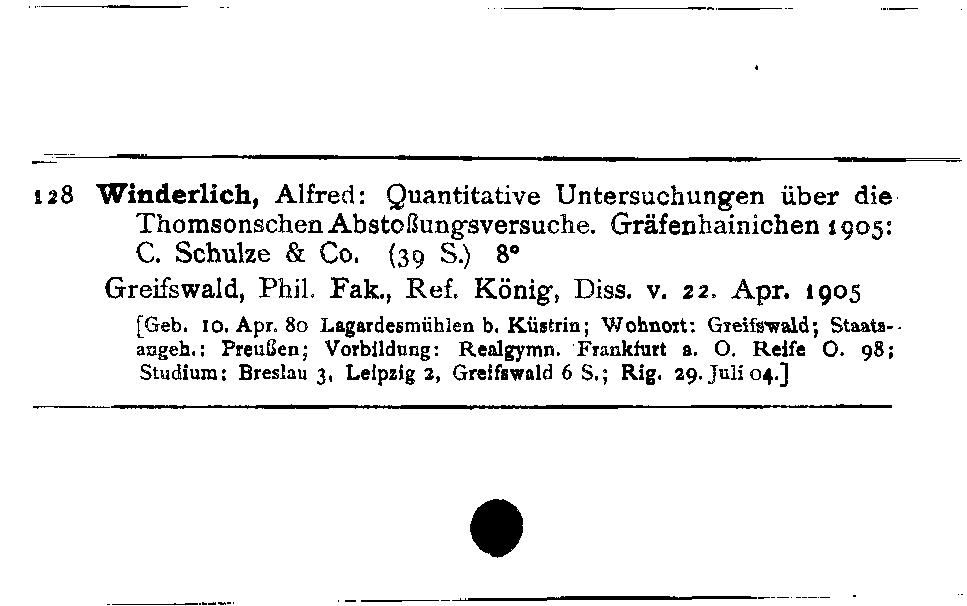 128 Winderlich, Alfred: Quantitative Untersuchungen über die
Thomsonschen Abstoßungsversuche. Gräfenhainichen 1905:
C. Schulze & Co. (39 S.) 8°
Greifswald, Phil. Fak., Ref. König, Diss. v. 22. Apr. 1905
[Geb. 10. Apr. 80 Lagardesmühlen b. Küstrin; Wohnort: Greifswald; Staats-
angeh.: Preußen; Vorbildung: Realgymn. Frankfurt a. O. Reife O. 98;
Studium: Breslau 3, Leipzig 2, Greifswald 6 S.; Rig. 29. Juli 04.]